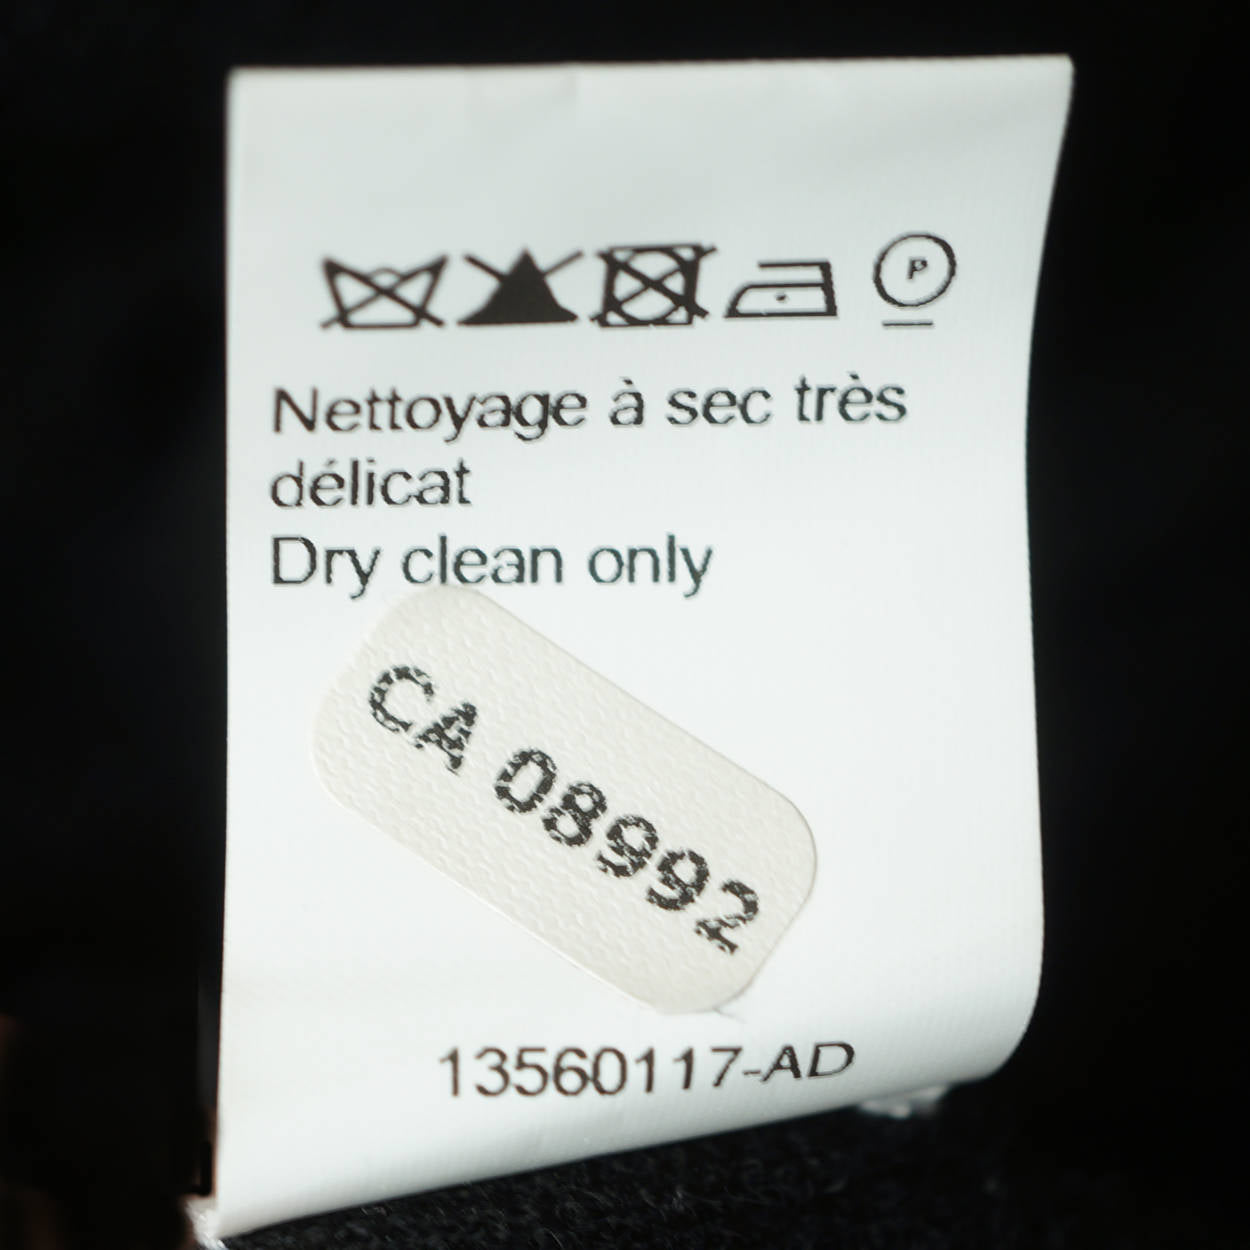 P
Nettoyage à sec très
délicat
Dry clean only
CA 08992
13560117-AD